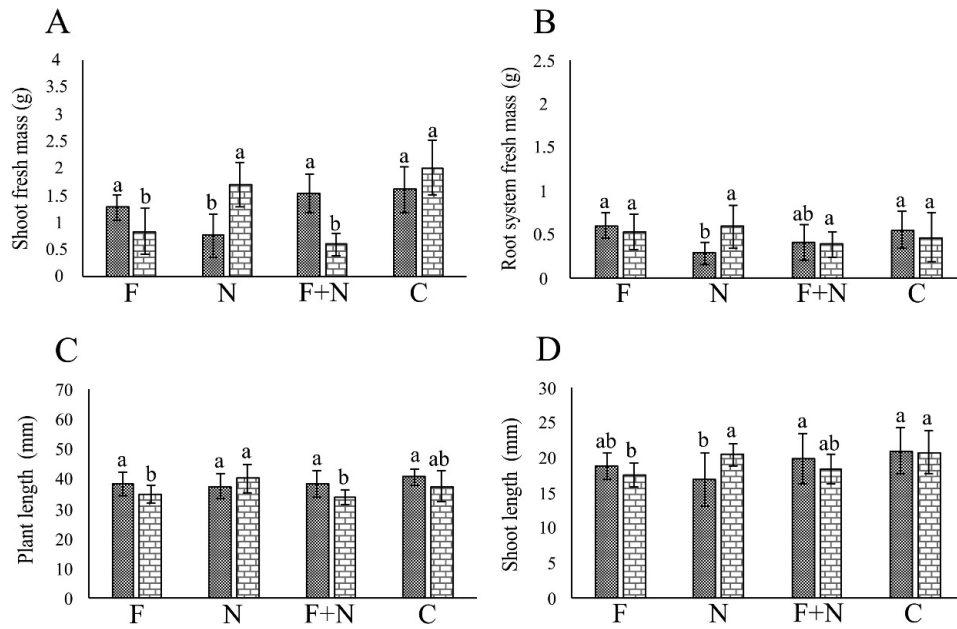 A
Shoot fresh mass (g)
4
3.5
3
2.5
2
1.5
1
0.5
0
a b b a a b a a
F N F+N C
B
Root system fresh mass (g)
2.5
2
1.5
1
0.5
0
a a b a ab a a a
F N F+N C
C
Plant length (mm)
70
60
50
40
30
20
10
0
a b a a a b a ab
F N F+N C
D
Shoot length (mm)
30
25
20
15
10
5
0
ab b b a a ab a a
F N F+N C